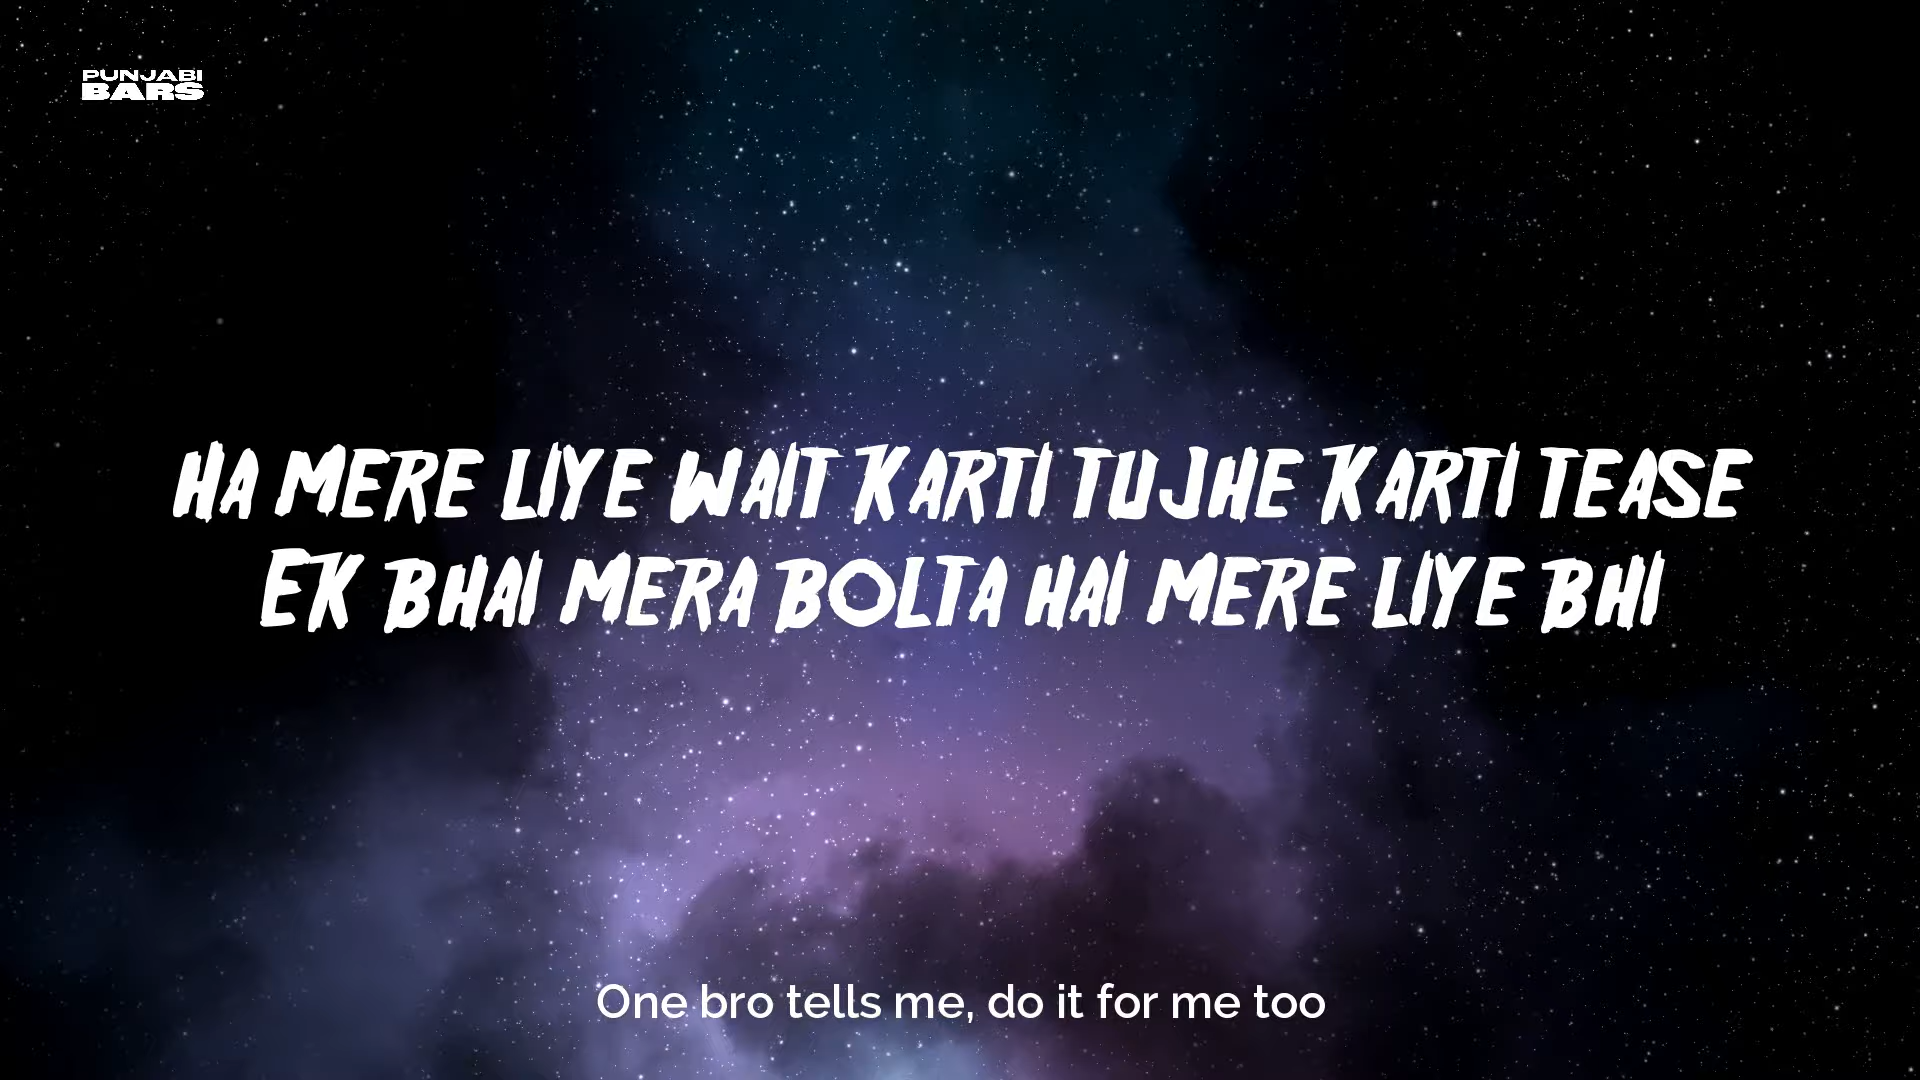 PUNJABI
BARS
HA MERE LIYE WAIT KARTI TUJHE KARTI TEASE
EK BHAI MERA BOLTA HAI MERE LIYE BHI
One bro tells me, do it for me too